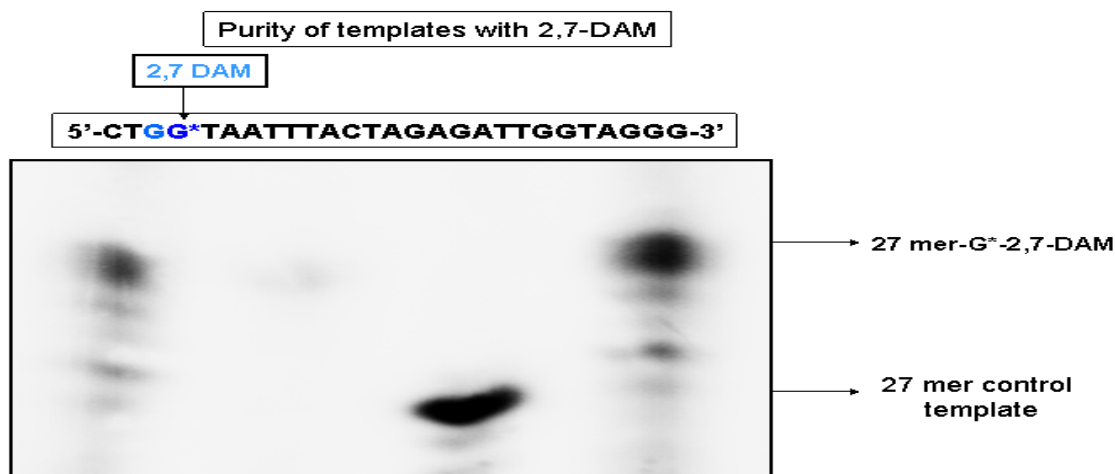 Purity of templates with 2,7-DAM
2,7 DAM
5’-CTGG*TAATTTACTAGAGATTGGTAGGG-3’
27 mer-G*-2,7-DAM
27 mer control
template